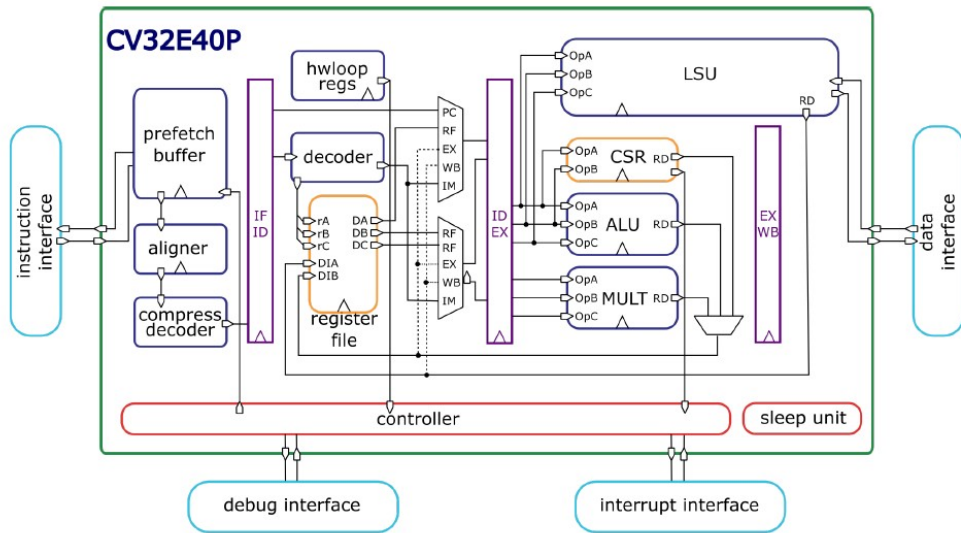 CV32E40P
instruction
interface
prefetch
buffer
aligner
compress
decoder
IF
ID
hwloop
regs
decoder
rA
rB
rC
DIA
DIB
DA
DB
DC
register
file
PC
RF
EX
WB
IM
RF
RF
EX
WB
IM
ID
EX
OpA
OpB
OpC
LSU
RD
OpA
OpB
CSR
RD
OpA
OpB
OpC
ALU
RD
OpA
OpB
OpC
MULT
RD
EX
WB
data
interface
controller
sleep unit
debug interface
interrupt interface